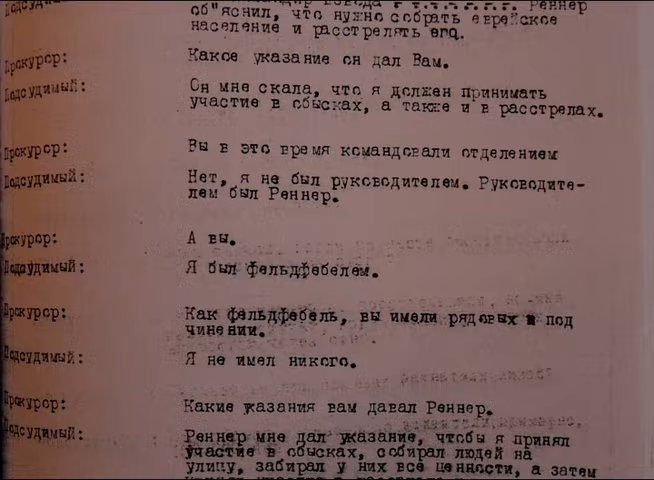 Реннер
об"яснил, что нужно собрать еврейское
население и расстрелять его.
Прокурор: Какое указание он дал Вам.
Подсудимый: Он мне скала, что я должен принимать
участие в обысках, а также и в расстрелах.
Прокурор: Вы в это время командовали отделением
Подсудимый: Нет, я не был руководителем. Руководите-
лем был Реннер.
Прокурор: А вы.
Подсудимый: Я был фельдфебелем.
Прокурор: Как фельдфебель, вы имели рядовых в под
чинении.
Подсудимый: Я не имел никого.
Прокурор: Какие указания вам давал Реннер.
Подсудимый: Реннер мне дал указание, чтобы я принял
участие в обысках, собирал людей на
улицу, забирал у них все ценности, а затем